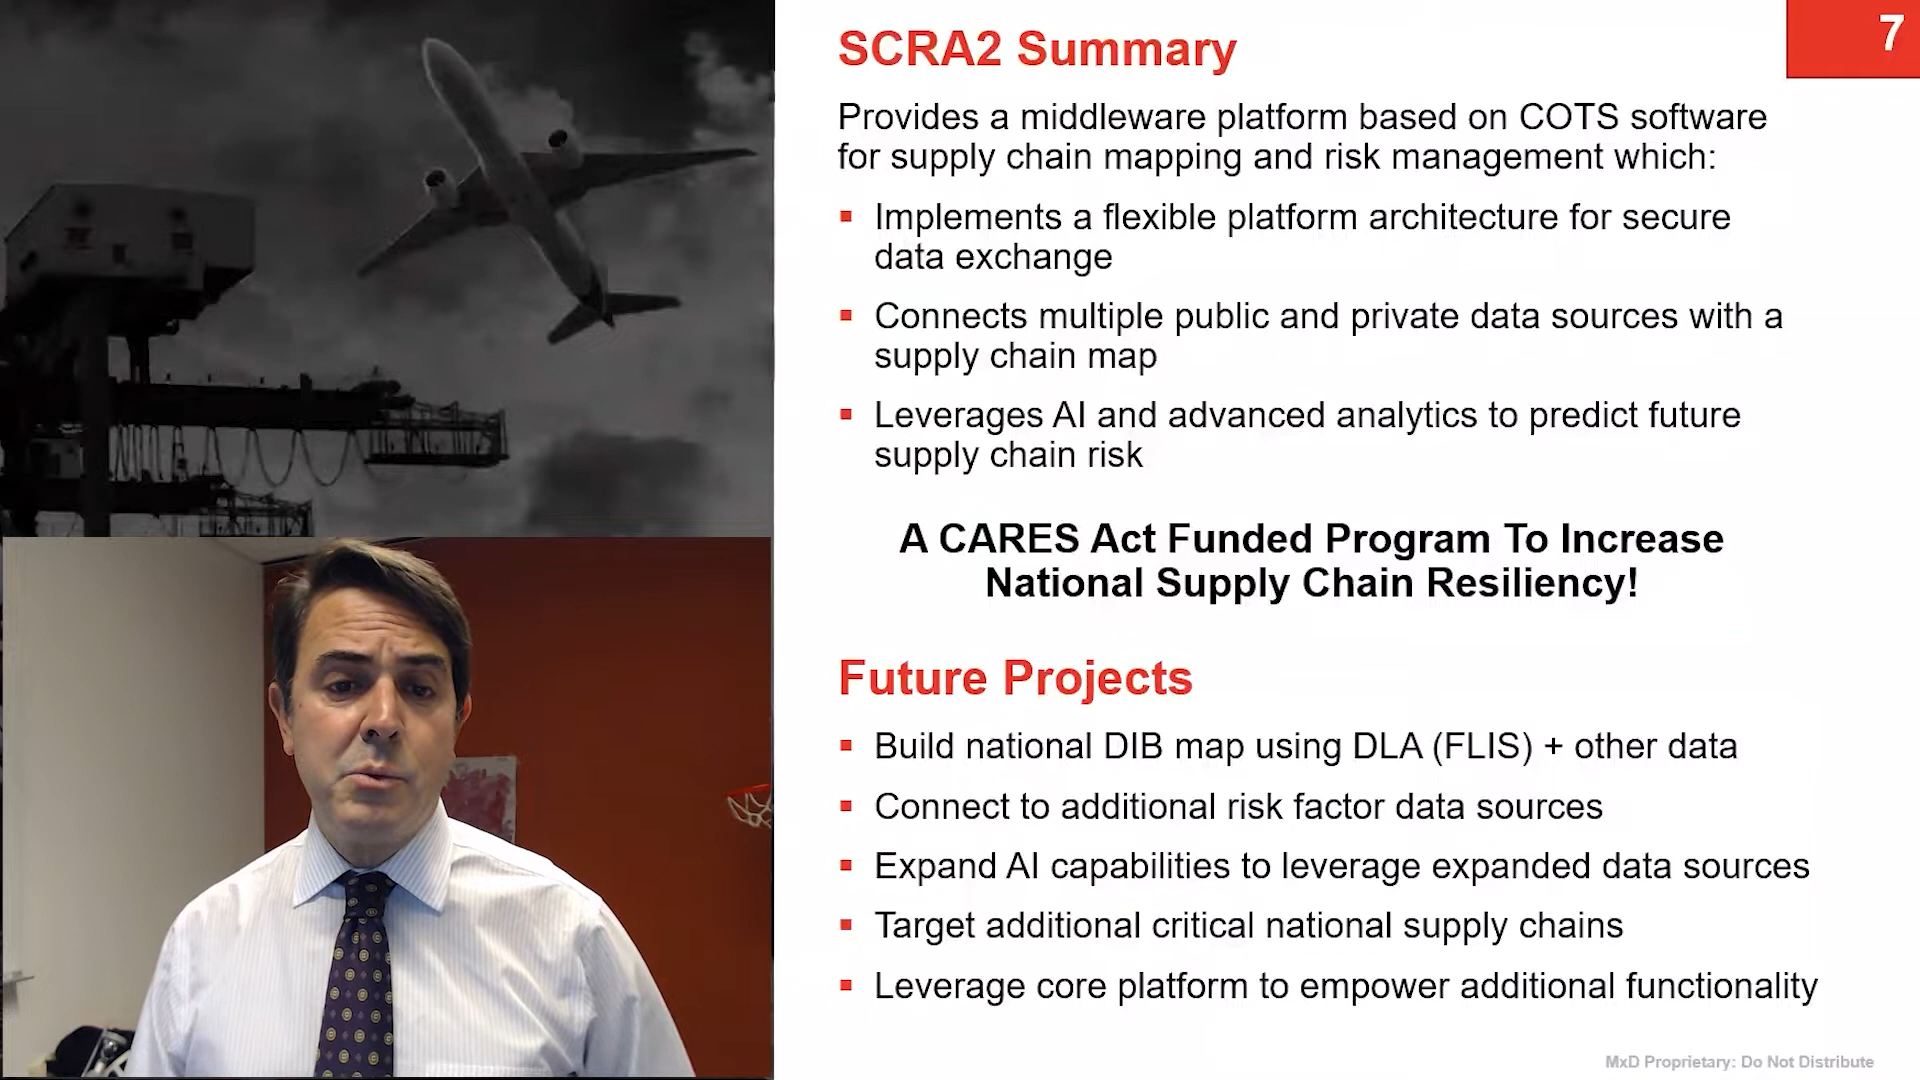 7
SCRA2 Summary
Provides a middleware platform based on COTS software
for supply chain mapping and risk management which:
▪ Implements a flexible platform architecture for secure
data exchange
▪ Connects multiple public and private data sources with a
supply chain map
▪ Leverages AI and advanced analytics to predict future
supply chain risk
A CARES Act Funded Program To Increase
National Supply Chain Resiliency!
Future Projects
▪ Build national DIB map using DLA (FLIS) + other data
▪ Connect to additional risk factor data sources
▪ Expand AI capabilities to leverage expanded data sources
▪ Target additional critical national supply chains
▪ Leverage core platform to empower additional functionality
MxD Proprietary: Do Not Distribute